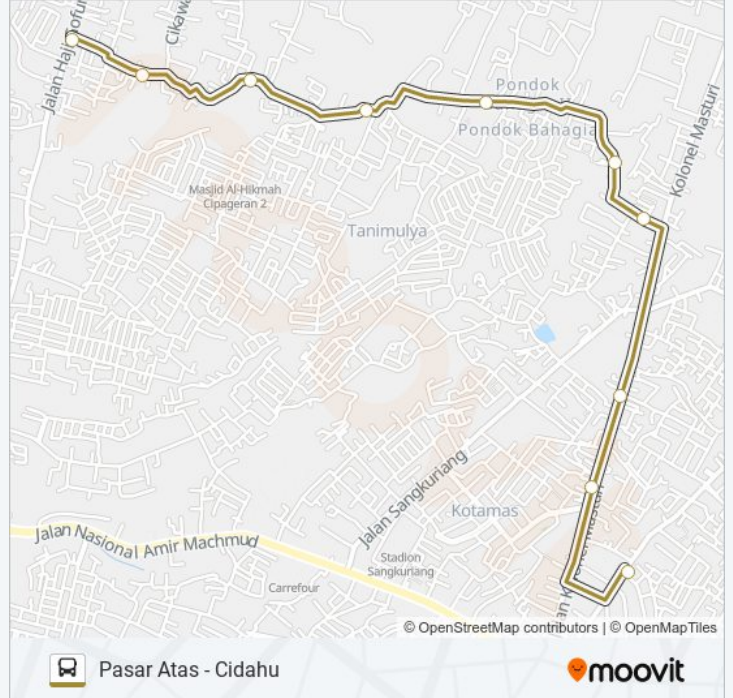 Jalan Haji Gofur
Cikawa
Pondok
Pondok Bahagia
Kolonel Masturi
Masjid Al-Hikmah
Cipageran 2
Tanimulya
Jalan Sangkuriang
Kotamas
Jalan Nasional Amir Machmud
Stadion
Sangkuriang
Carrefour
© OpenStreetMap contributors | © OpenMapTiles
Pasar Atas - Cidahu
moovit